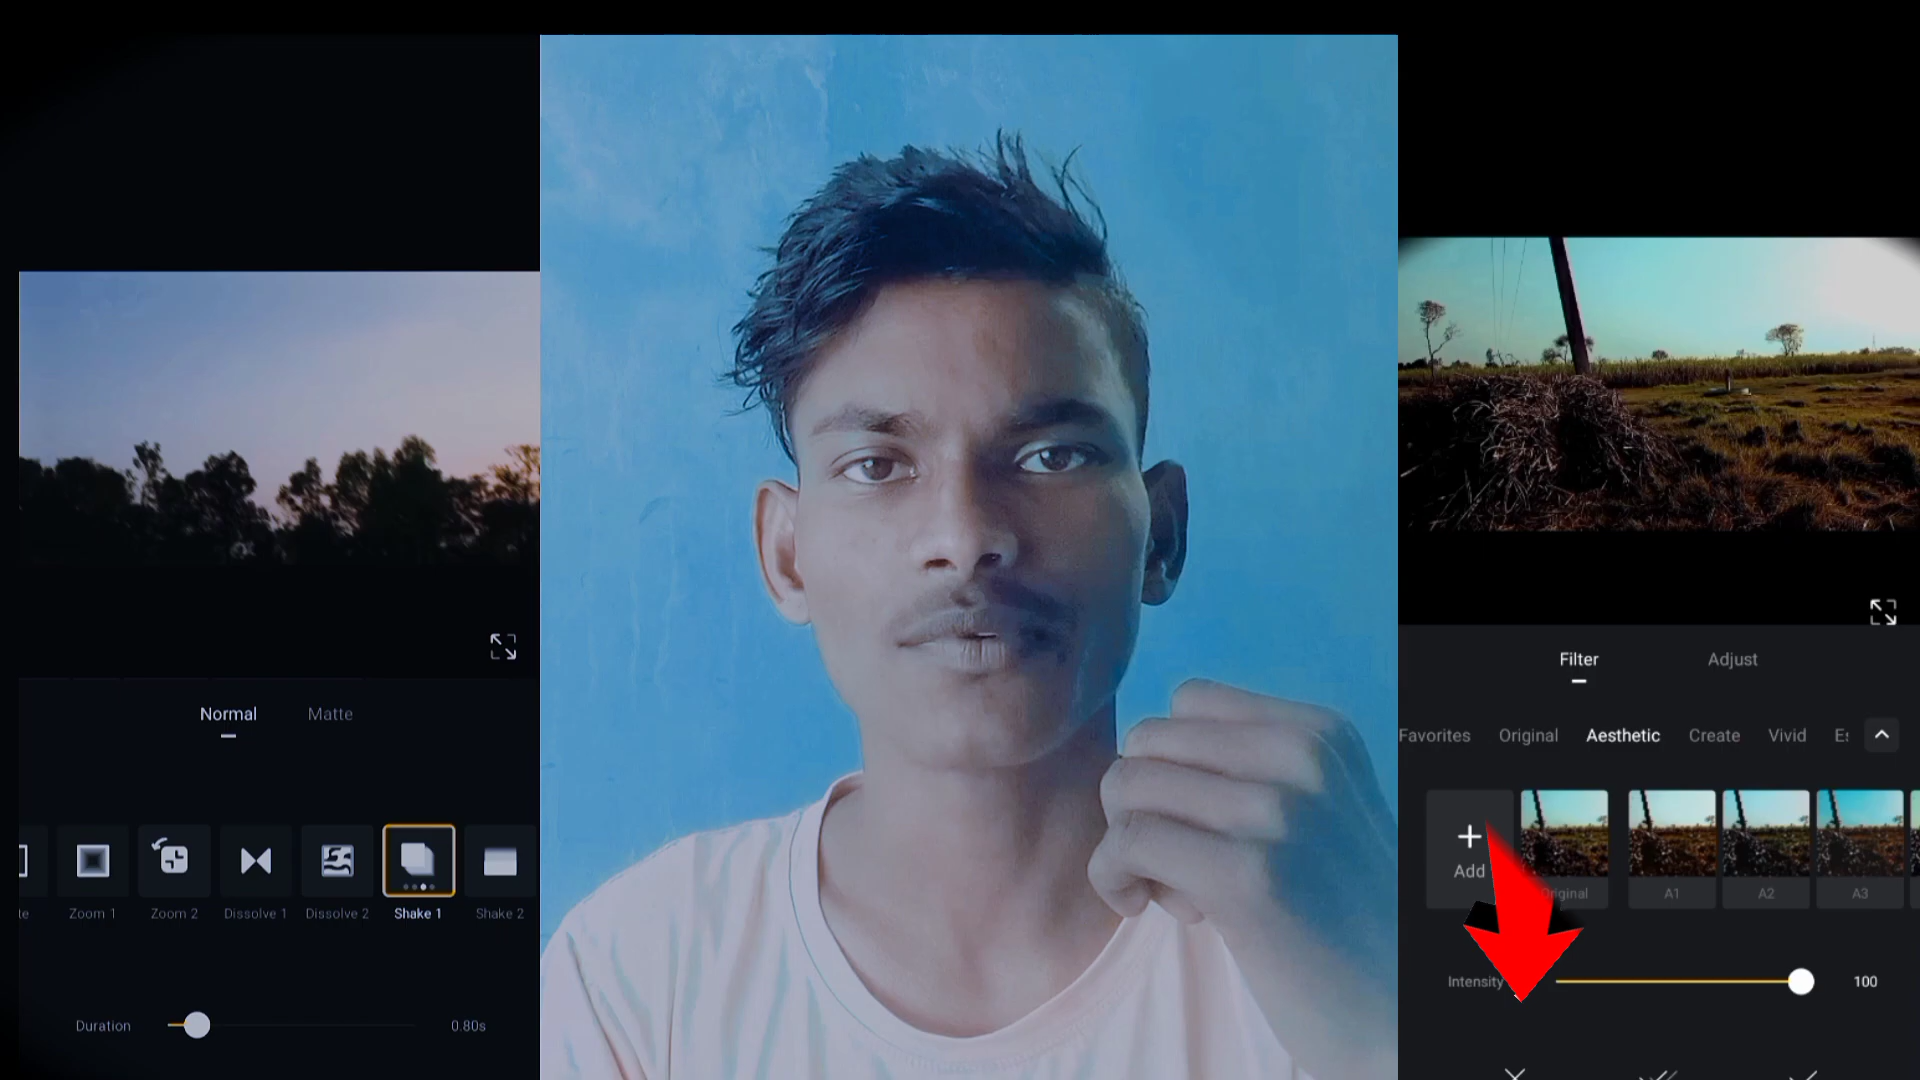 Normal
Matte
Zoom 1
Zoom 2
Dissolve 1
Dissolve 2
Shake 1
Shake 2
Duration
0.80s
Filter
Adjust
Favorites
Original
Aesthetic
Create
Vivid
Add
A1
A2
A3
Intensity
100